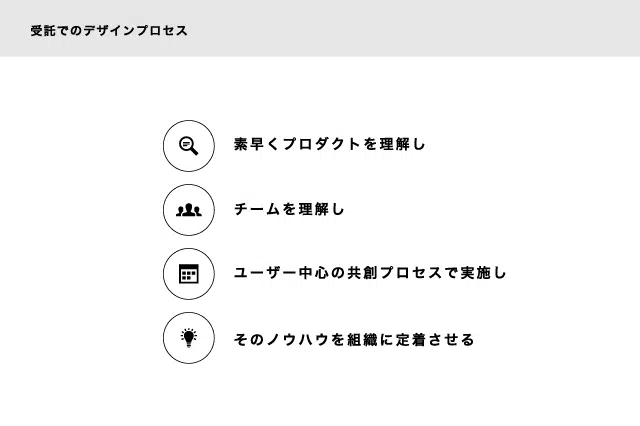 受託でのデザインプロセス
素早くプロダクトを理解し
チームを理解し
ユーザー中心の共創プロセスで実施し
そのノウハウを組織に定着させる